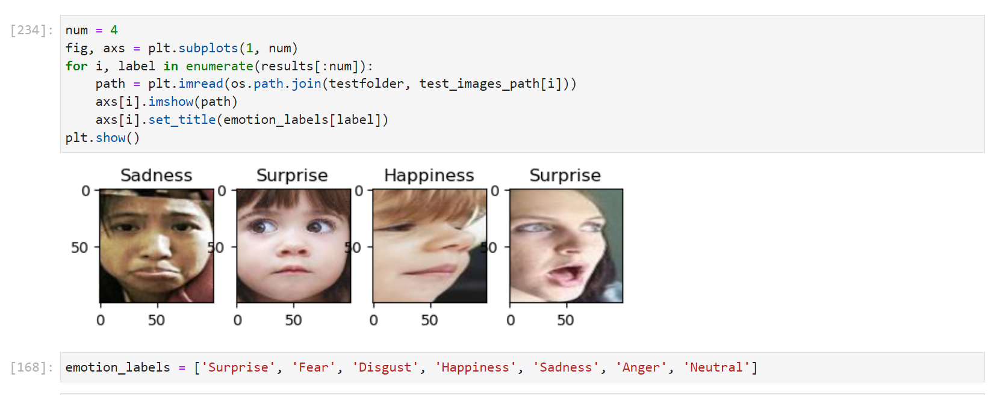 [234]: num = 4
fig, axs = plt.subplots(1, num)
for i, label in enumerate(results[:num]):
    path = plt.imread(os.path.join(testfolder, test_images_path[i]))
    axs[i].imshow(path)
    axs[i].set_title(emotion_labels[label])
plt.show()
Sadness Surprise Happiness Surprise
0 0 0 0
50 50 50 50
0 50 0 50 0 50 0 50
[168]: emotion_labels = ['Surprise', 'Fear', 'Disgust', 'Happiness', 'Sadness', 'Anger', 'Neutral']